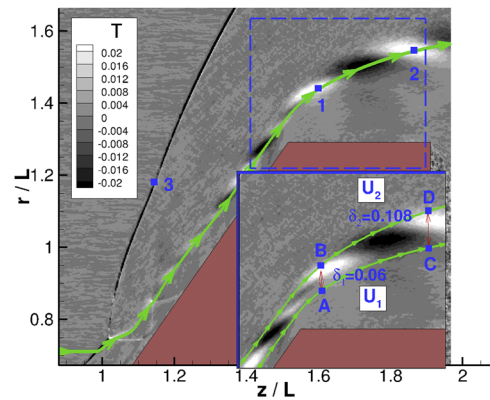 1.6
1.4
1.2
1
0.8
r / L
T
0.02
0.016
0.012
0.008
0.004
0
-0.004
-0.008
-0.012
-0.016
-0.02
1
2
3
U₂
D
δ₂=0.108
B
δ₁=0.06
C
A
U₁
1 1.2 1.4 1.6 1.8 2
z / L